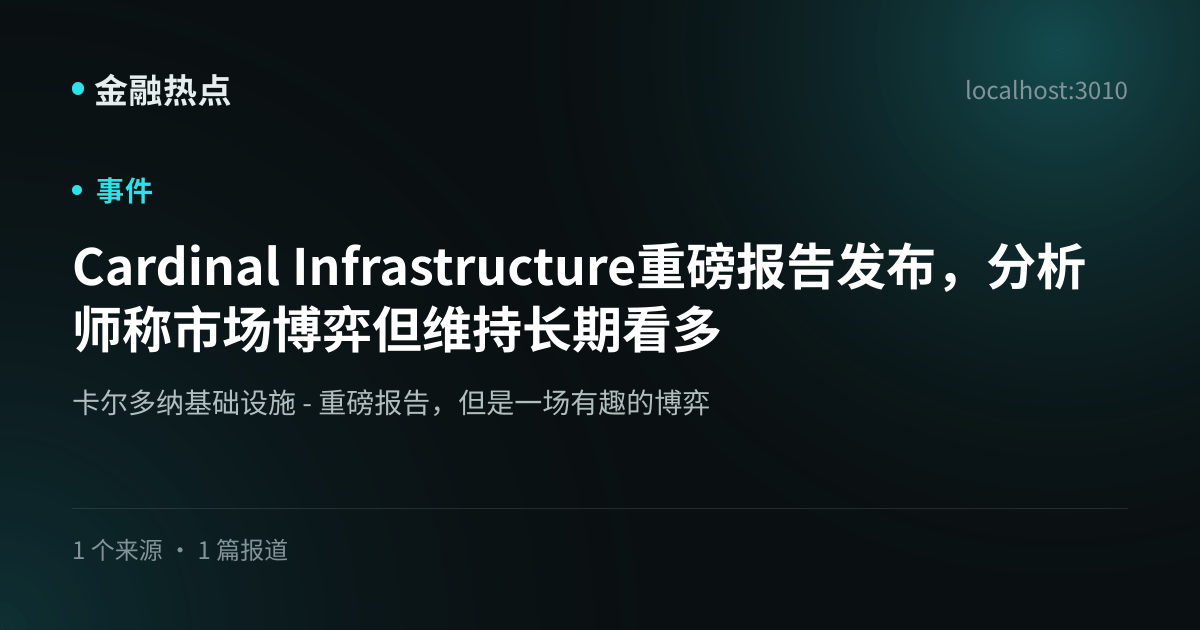 金融热点
localhost:3010
事件
Cardinal Infrastructure重磅报告发布，分析
师称市场博弈但维持长期看多
卡尔多纳基础设施 - 重磅报告，但是一场有趣的博弈
1 个来源 · 1 篇报道